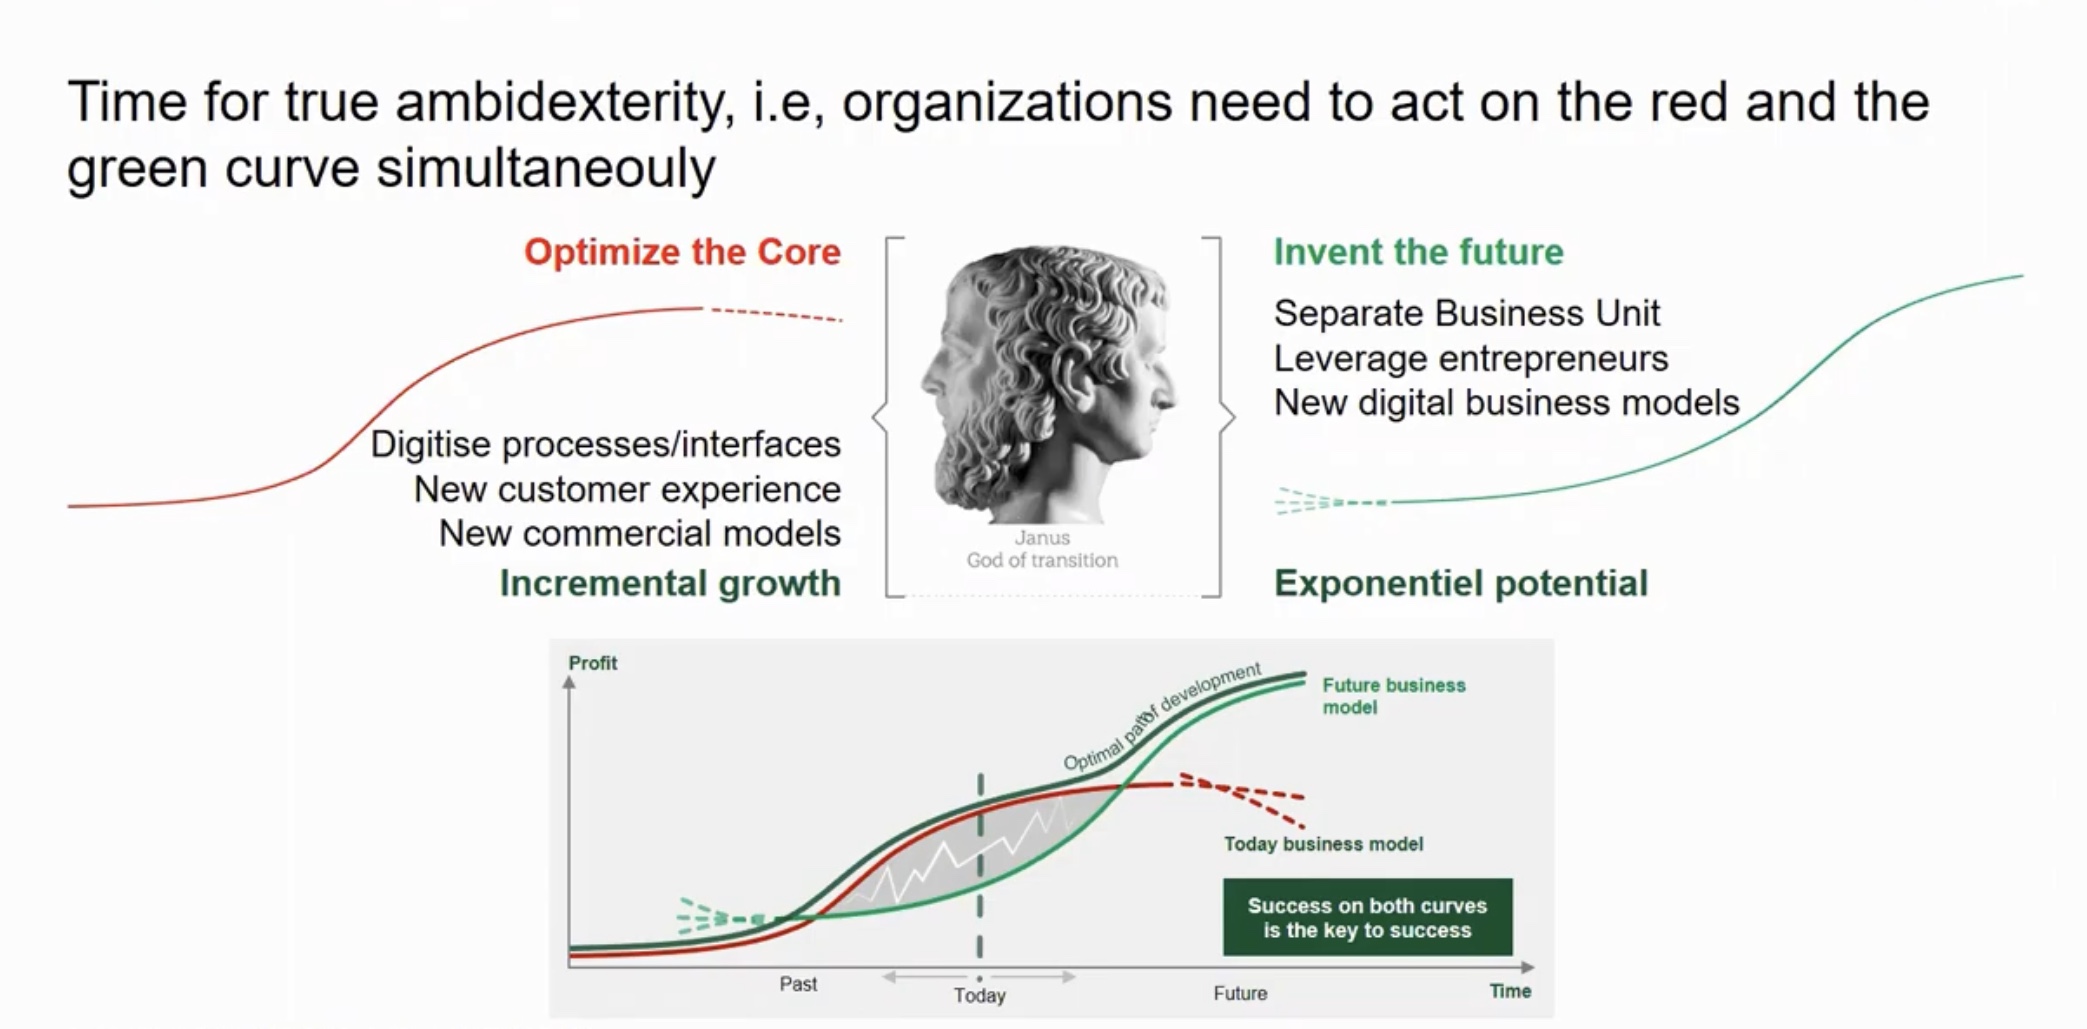 Time for true ambidexterity, i.e, organizations need to act on the red and the
green curve simultaneouly
Optimize the Core
Digitise processes/interfaces
New customer experience
New commercial models
Incremental growth
Janus
God of transition
Invent the future
Separate Business Unit
Leverage entrepreneurs
New digital business models
Exponentiel potential
Profit
Optimal path of development
Future business
model
Today business model
Success on both curves
is the key to success
Past
Today
Future
Time